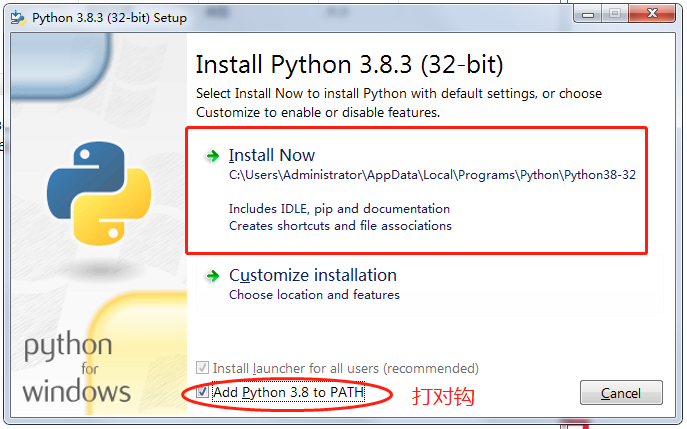 Python 3.8.3 (32-bit) Setup
Install Python 3.8.3 (32-bit)
Select Install Now to install Python with default settings, or choose
Customize to enable or disable features.
Install Now
C:\Users\Administrator\AppData\Local\Programs\Python\Python38-32
Includes IDLE, pip and documentation
Creates shortcuts and file associations
Customize installation
Choose location and features
python
for
windows
Install launcher for all users (recommended)
Add Python 3.8 to PATH
打对钩
Cancel